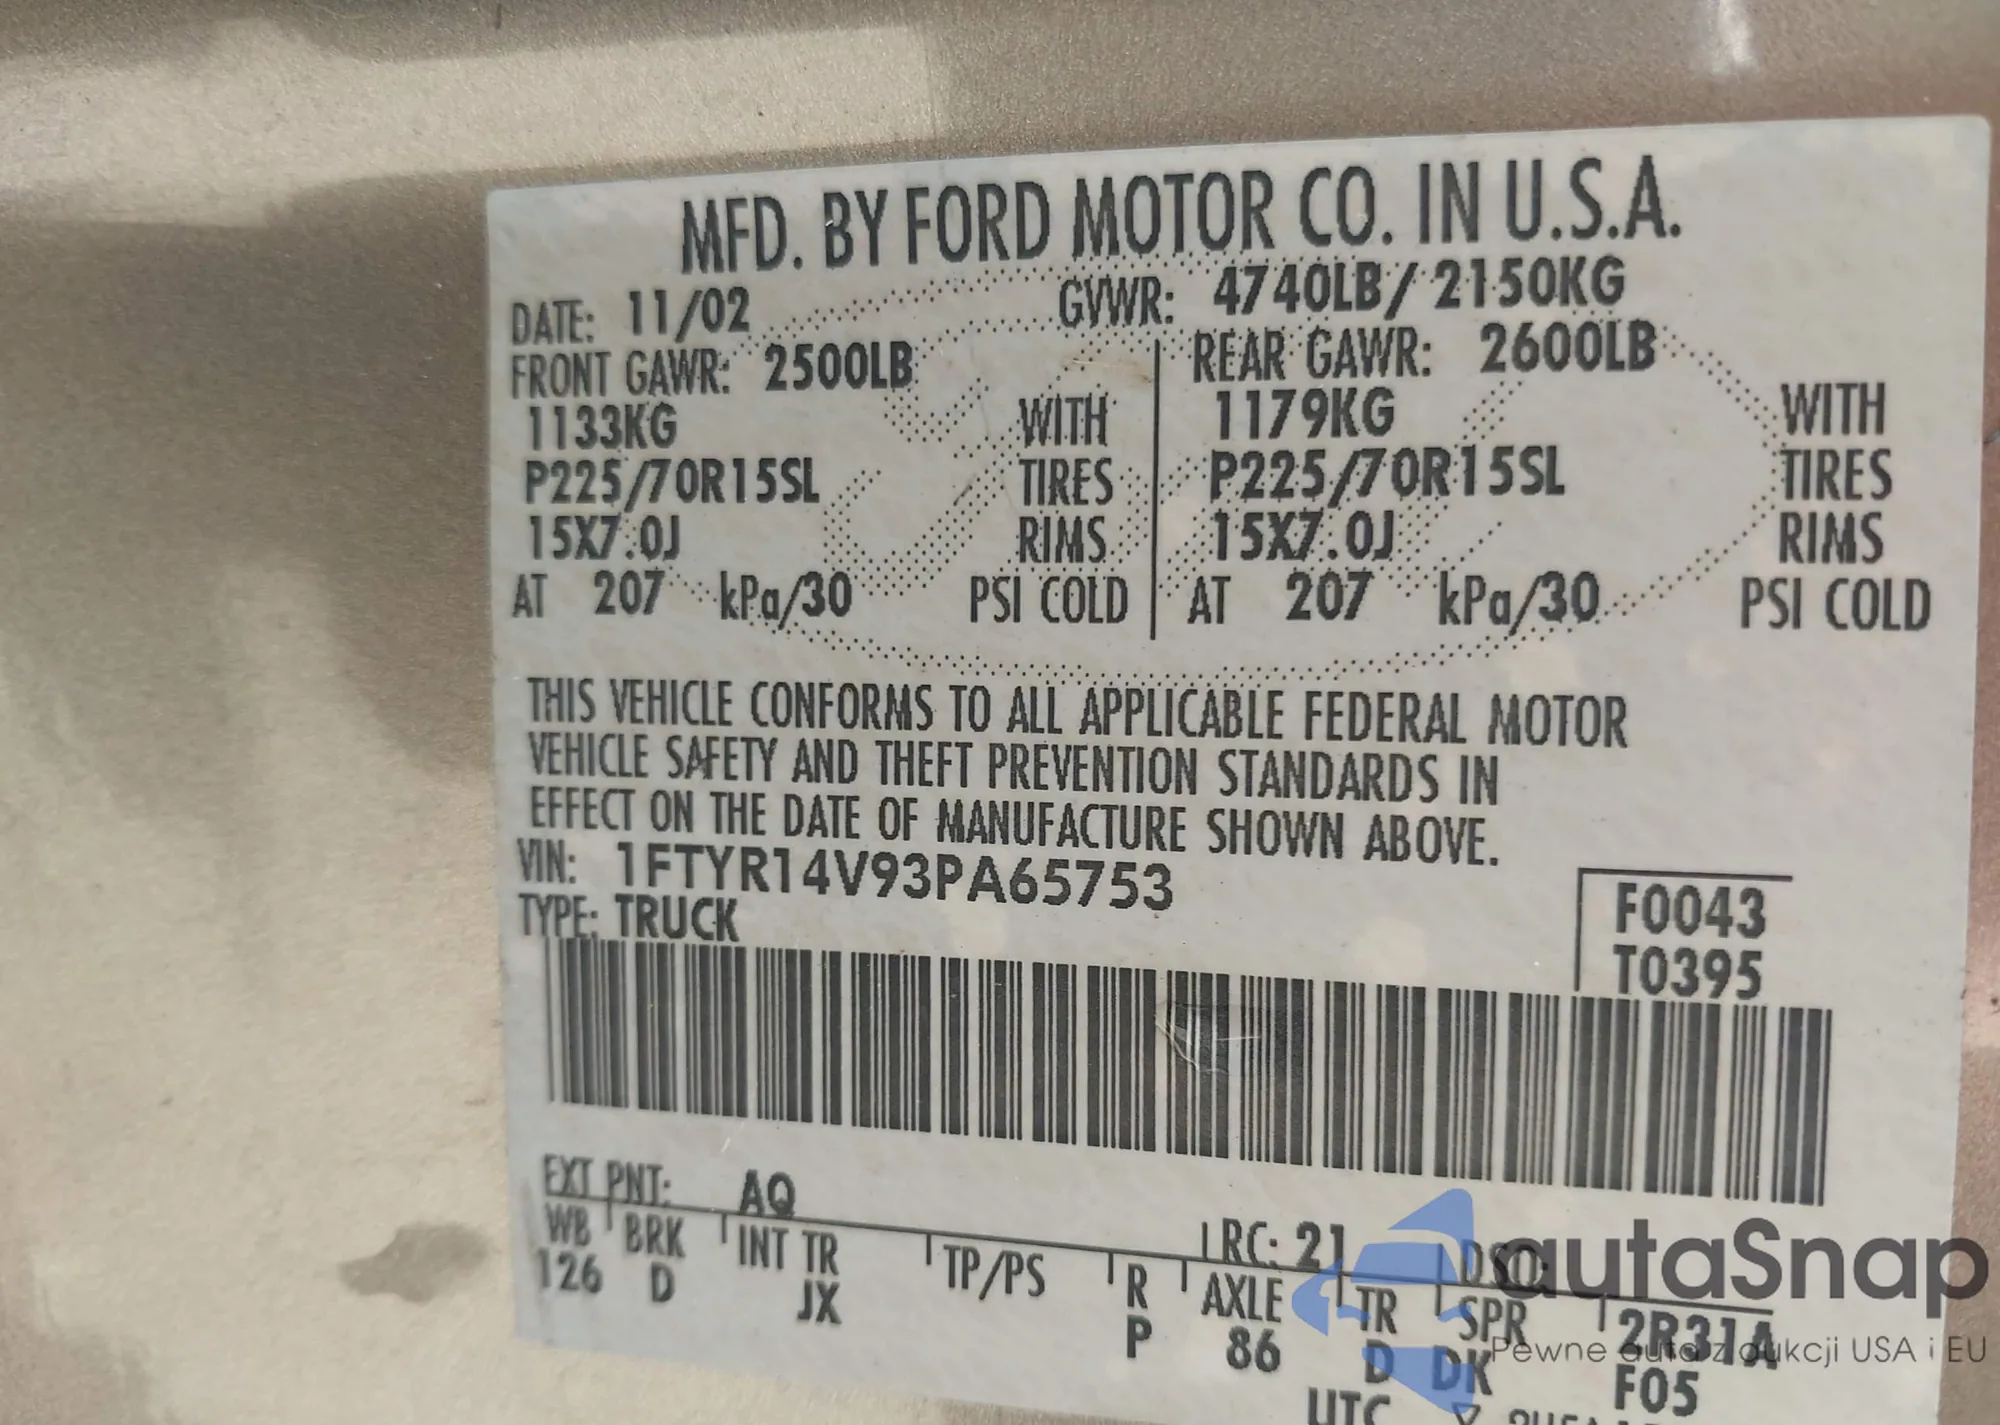 MFD. BY FORD MOTOR CO. IN U.S.A.
DATE: 11/02 GVWR: 4740LB/ 2150KG
FRONT GAWR: 2500LB REAR GAWR: 2600LB
1133KG WITH 1179KG WITH
P225/70R15SL TIRES P225/70R15SL TIRES
15X7.0J RIMS 15X7.0J RIMS
AT 207 kPa/30 PSI COLD AT 207 kPa/30 PSI COLD
THIS VEHICLE CONFORMS TO ALL APPLICABLE FEDERAL MOTOR
VEHICLE SAFETY AND THEFT PREVENTION STANDARDS IN
EFFECT ON THE DATE OF MANUFACTURE SHOWN ABOVE.
VIN: 1FTYR14V93PA65753
TYPE: TRUCK
F0043
T0395
EXT PNT: AQ RC: 21 DSO:
WB BRK INT TR TP/PS R AXLE TR SPR 2R31A
126 D JX P 86 D DK F05
UTC
autaSnap
Pewne auta z aukcji USA i EU